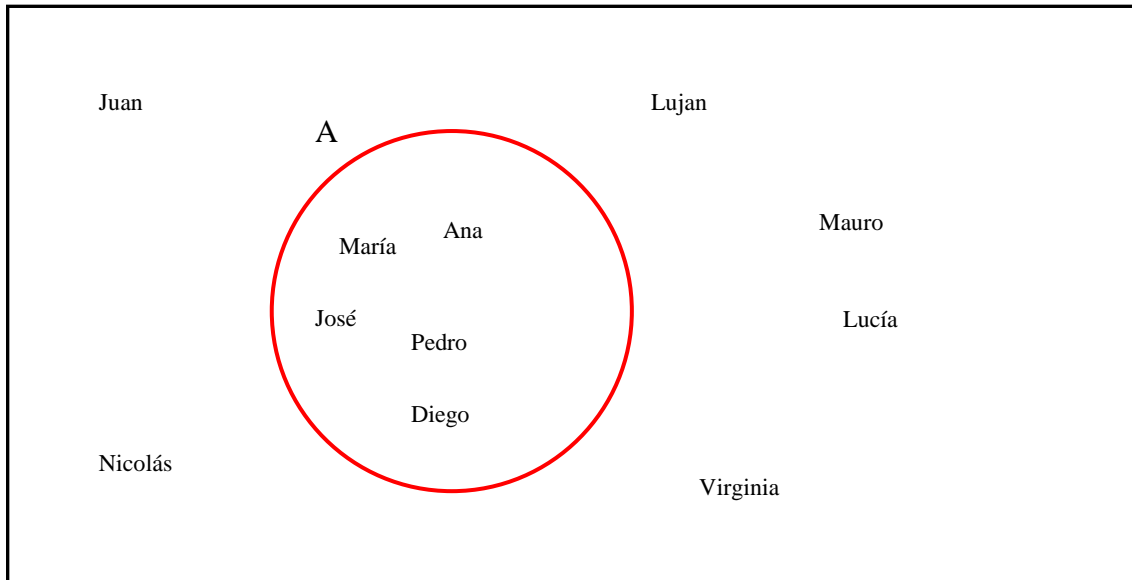 Juan
Lujan
A
Mauro
Ana
María
José
Lucía
Pedro
Diego
Nicolás
Virginia